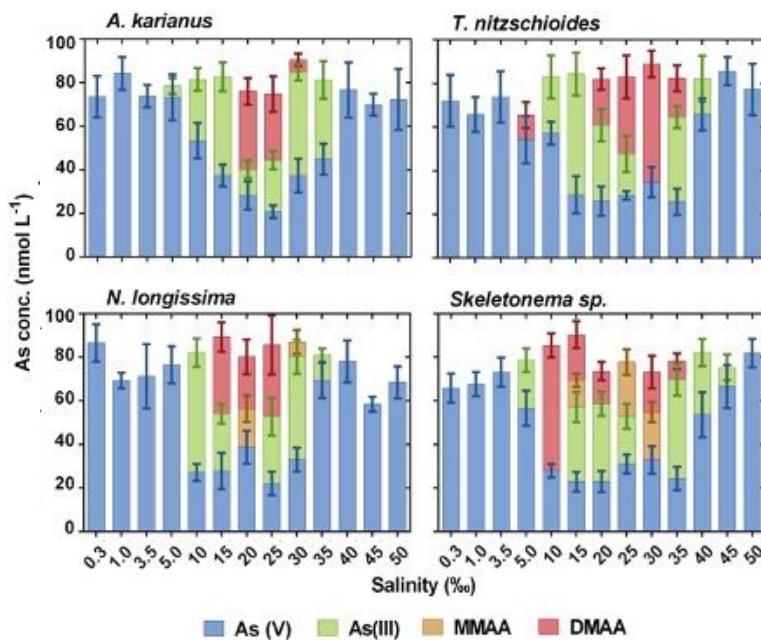 A. karianus
T. nitzschioides
100
80
60
40
20
0
N. longissima
Skeletonema sp.
100
80
60
40
20
0
As conc. (nmol L⁻¹)
0.3 1.0 3.5 5.0 10 15 20 25 30 35 40 45 50
0.3 1.0 3.5 5.0 10 15 20 25 30 35 40 45 50
Salinity (‰)
As (V) As(III) MMAA DMAA